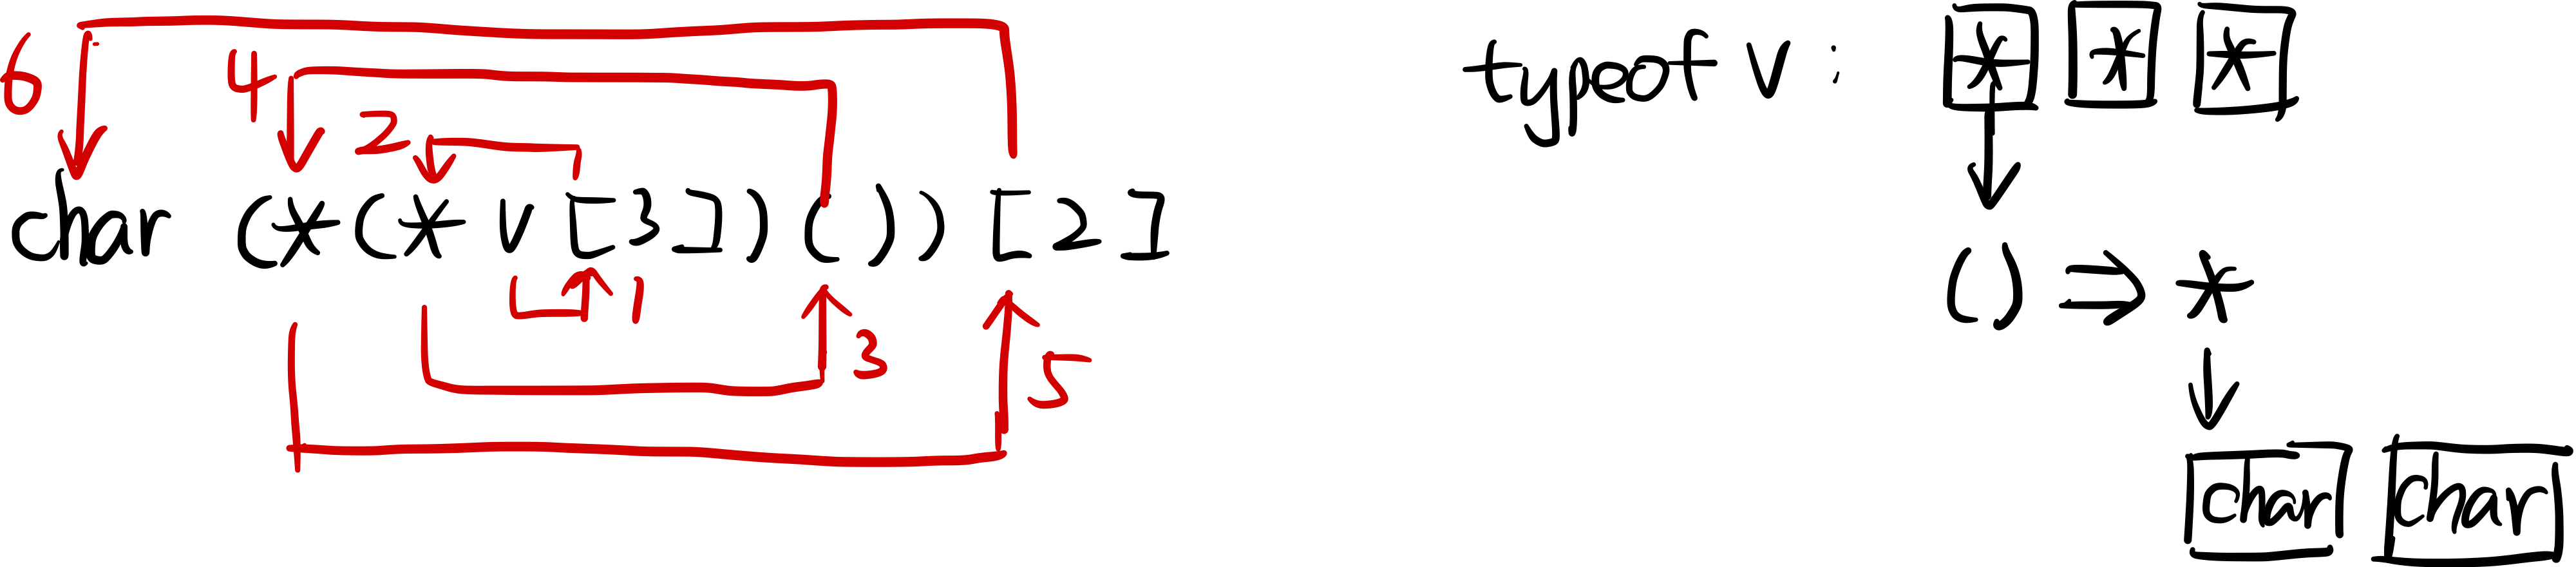 6 4 2
char (*(* v [3])()) [2]
1 3 5
typeof v : * * *
() ⇒ *
char char